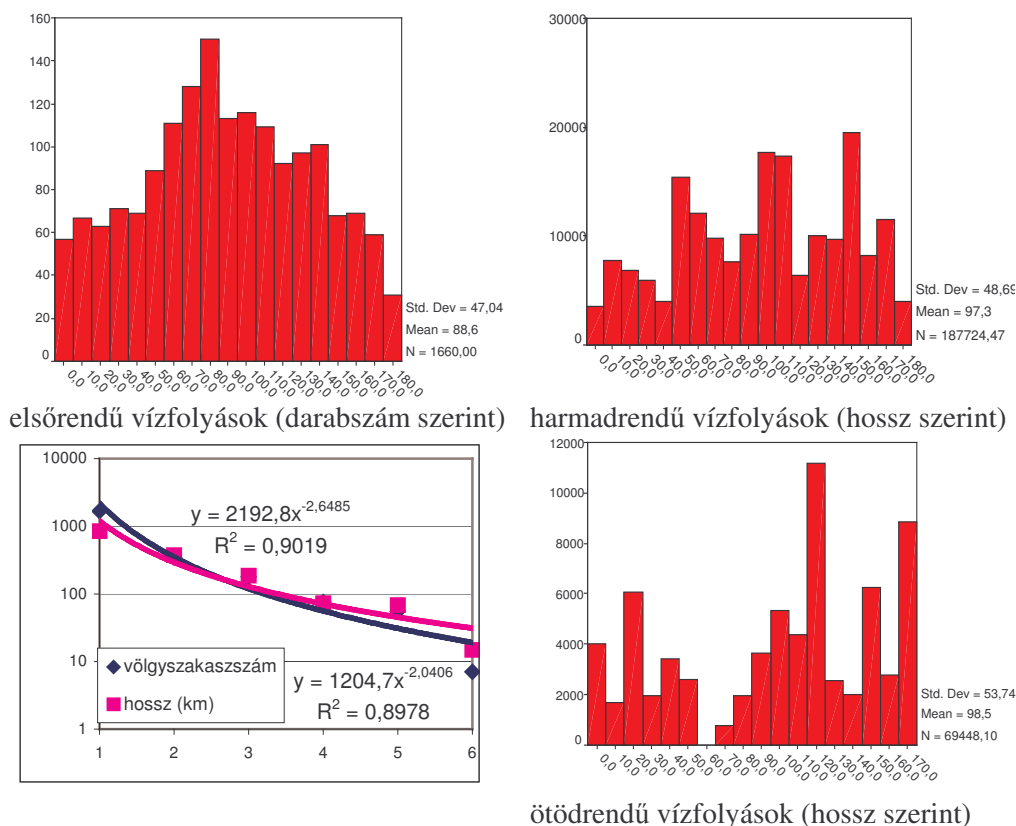 160
140
120
100
80
60
40
20
0
0,0 10,0 20,0 30,0 40,0 50,0 60,0 70,0 80,0 90,0 100,0 110,0 120,0 130,0 140,0 150,0 160,0 170,0 180,0
Std. Dev = 47,04
Mean = 88,6
N = 1660,00
elsőrendű vízfolyások (darabszám szerint)
30000
20000
10000
0
0,0 10,0 20,0 30,0 40,0 50,0 60,0 70,0 80,0 90,0 100,0 110,0 120,0 130,0 140,0 150,0 160,0 170,0 180,0
Std. Dev = 48,69
Mean = 97,3
N = 187724,47
harmadrendű vízfolyások (hossz szerint)
10000
1000
100
10
1
y = 2192,8x^-2,6485
R² = 0,9019
völgyszakaszszám
hossz (km)
y = 1204,7x^-2,0406
R² = 0,8978
1 2 3 4 5 6
12000
10000
8000
6000
4000
2000
0
0,0 10,0 20,0 30,0 40,0 50,0 60,0 70,0 80,0 90,0 100,0 110,0 120,0 130,0 140,0 150,0 160,0 170,0
Std. Dev = 53,74
Mean = 98,5
N = 69448,10
ötödrendű vízfolyások (hossz szerint)